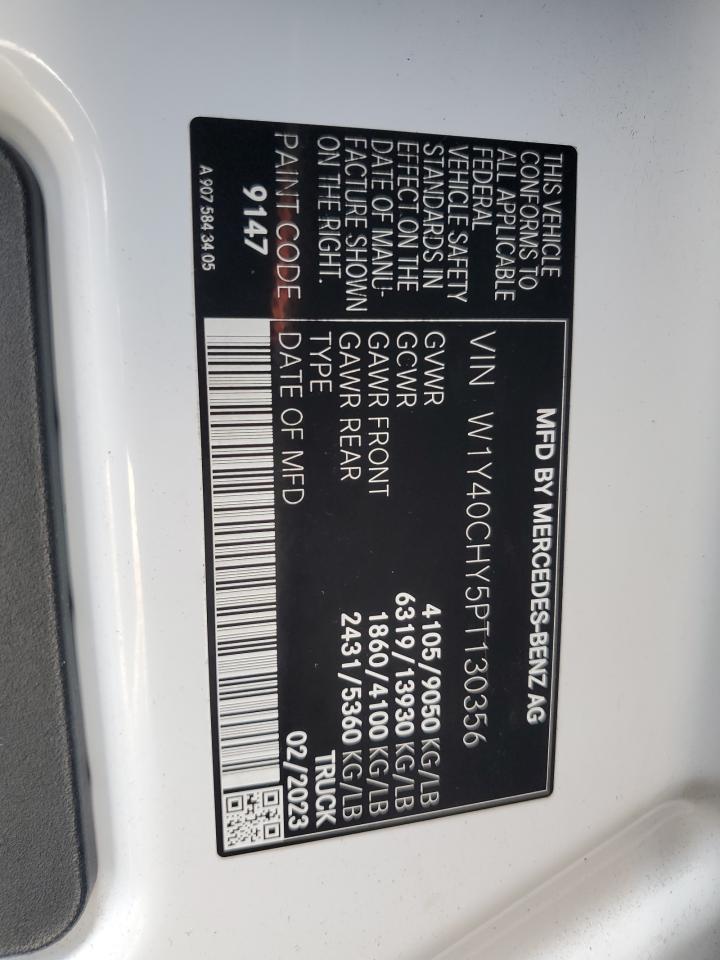 THIS VEHICLE
CONFORMS TO
ALL APPLICABLE
FEDERAL
VEHICLE SAFETY
STANDARDS IN
EFFECT ON THE
DATE OF MANU-
FACTURE SHOWN
ON THE RIGHT.
PAINT CODE
9147
MFD BY MERCEDES-BENZ AG
VIN W1Y40CHY5PT130356
GVWR 4105/9050 KG/LB
GCWR 6319/13930 KG/LB
GAWR FRONT 1860/4100 KG/LB
GAWR REAR 2431/5360 KG/LB
TYPE TRUCK
DATE OF MFD 02/2023
A 907 584 34 05